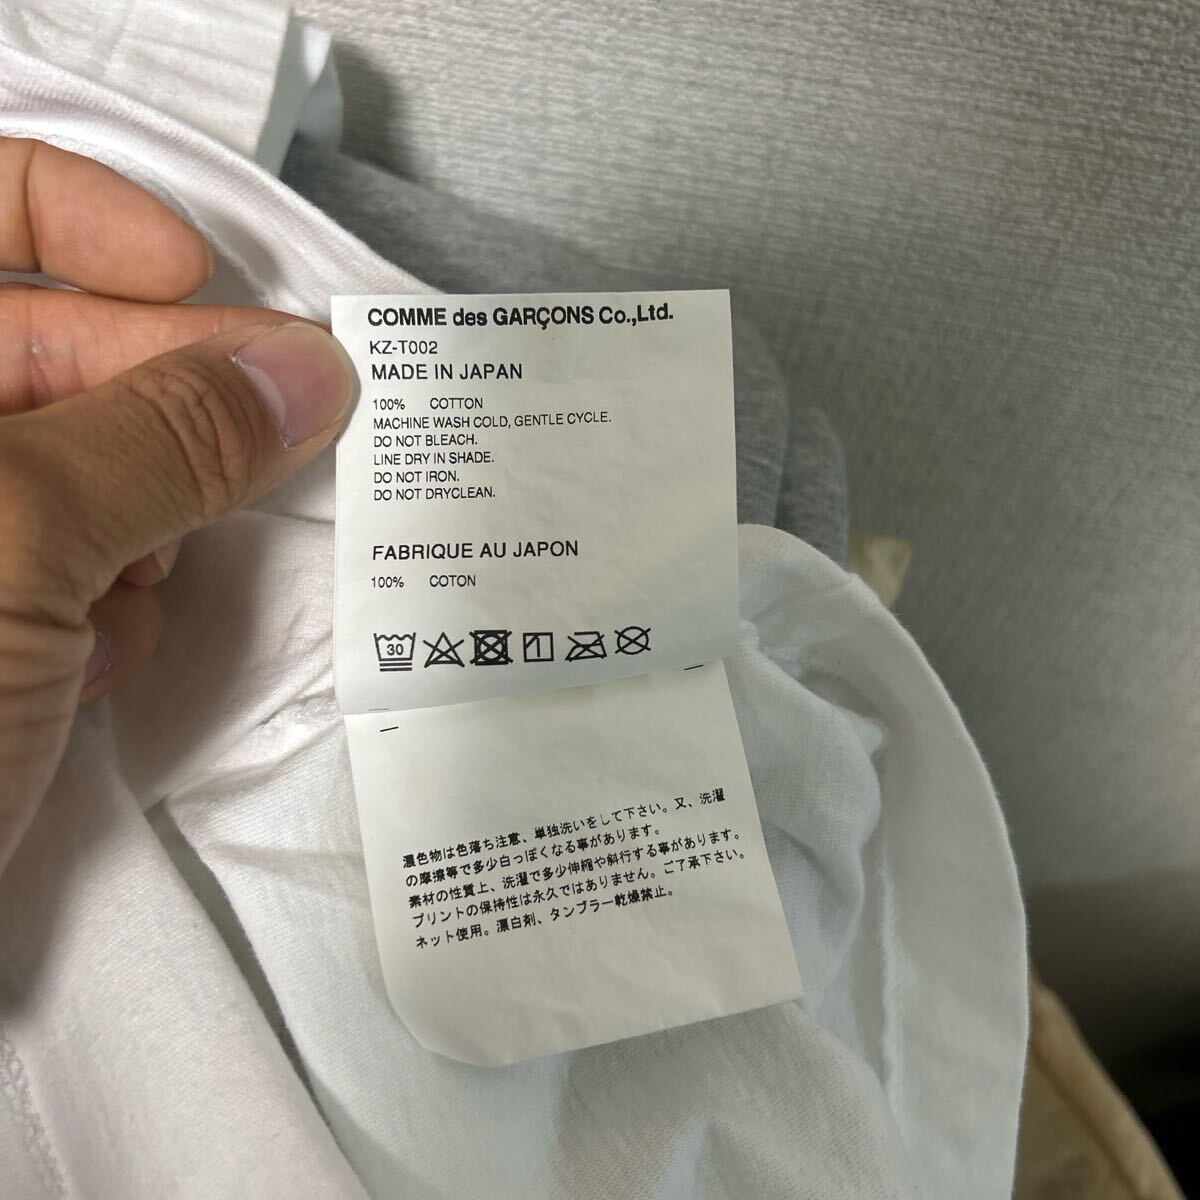 COMME des GARÇONS Co.,Ltd.
KZ-T002
MADE IN JAPAN
100% COTTON
MACHINE WASH COLD, GENTLE CYCLE.
DO NOT BLEACH.
LINE DRY IN SHADE.
DO NOT IRON.
DO NOT DRYCLEAN.
FABRIQUE AU JAPON
100% COTON
30
濃色物は色落ち注意、単独洗いをして下さい。又、洗濯
の摩擦等で多少白っぽくなる事があります。
素材の性質上、洗濯で多少伸縮や斜行する事があります。
プリントの保持性は永久ではありません。ご了承下さい。
ネット使用。漂白剤、タンブラー乾燥禁止。